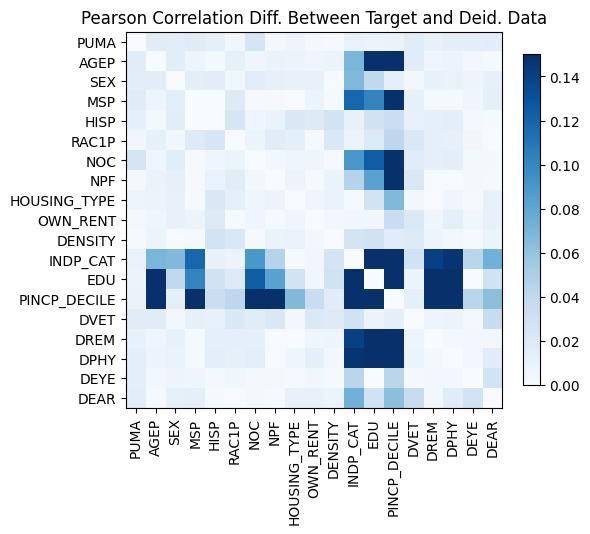 Pearson Correlation Diff. Between Target and Deid. Data
PUMA
AGEP
SEX
MSP
HISP
RAC1P
NOC
NPF
HOUSING_TYPE
OWN_RENT
DENSITY
INDP_CAT
EDU
PINCP_DECILE
DVET
DREM
DPHY
DEYE
DEAR
PUMA
AGEP
SEX
MSP
HISP
RAC1P
NOC
NPF
HOUSING_TYPE
OWN_RENT
DENSITY
INDP_CAT
EDU
PINCP_DECILE
DVET
DREM
DPHY
DEYE
DEAR
0.14
0.12
0.10
0.08
0.06
0.04
0.02
0.00